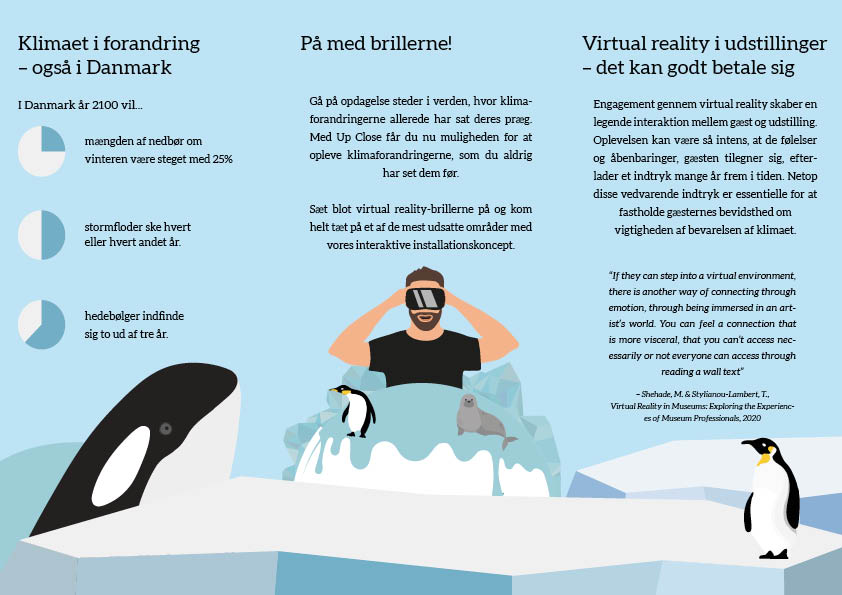 Klimaet i forandring
– også i Danmark
I Danmark år 2100 vil...
mængden af nedbør om
vinteren være steget med 25%
stormfloder ske hvert
eller hvert andet år.
hedebølger indfinde
sig to ud af tre år.
På med brillerne!
Gå på opdagelse steder i verden, hvor klima-
forandringerne allerede har sat deres præg.
Med Up Close får du nu muligheden for at
opleve klimaforandringerne, som du aldrig
har set dem før.
Sæt blot virtual reality-brillerne på og kom
helt tæt på et af de mest udsatte områder med
vores interaktive installationskoncept.
Virtual reality i udstillinger
– det kan godt betale sig
Engagement gennem virtual reality skaber en
legende interaktion mellem gæst og udstilling.
Oplevelsen kan være så intens, at de følelser
og åbenbaringer, gæsten tilegner sig, efter-
lader et indtryk mange år frem i tiden. Netop
disse vedvarende indtryk er essentielle for at
fastholde gæsternes bevidsthed om
vigtigheden af bevarelsen af klimaet.
“If they can step into a virtual environment,
there is another way of connecting through
emotion, through being immersed in an art-
ist’s world. You can feel a connection that
is more visceral, that you can’t access nec-
essarily or not everyone can access through
reading a wall text”
– Shehade, M. & Stylianou-Lambert, T.,
Virtual Reality in Museums: Exploring the Experienc-
es of Museum Professionals, 2020